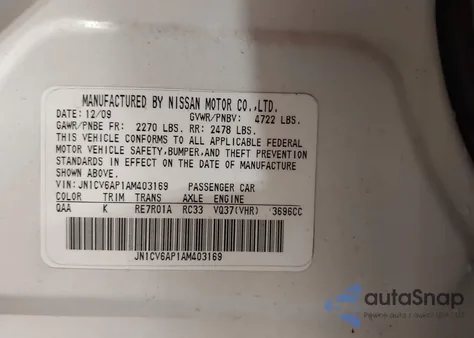 MANUFACTURED BY NISSAN MOTOR CO.,LTD.
DATE: 12/09 GVWR/PNBV: 4722 LBS.
GAWR/PNBE FR: 2270 LBS. RR: 2478 LBS.
THIS VEHICLE CONFORMS TO ALL APPLICABLE FEDERAL
MOTOR VEHICLE SAFETY,BUMPER,AND THEFT PREVENTION
STANDARDS IN EFFECT ON THE DATE OF MANUFACTURE
SHOWN ABOVE.
VIN: JN1CV6AP1AM403169 PASSENGER CAR
COLOR TRIM TRANS AXLE ENGINE
QAA K RE7R01A RC33 VQ37(VHR) 3696CC
JN1CV6AP1AM403169
autoSnap